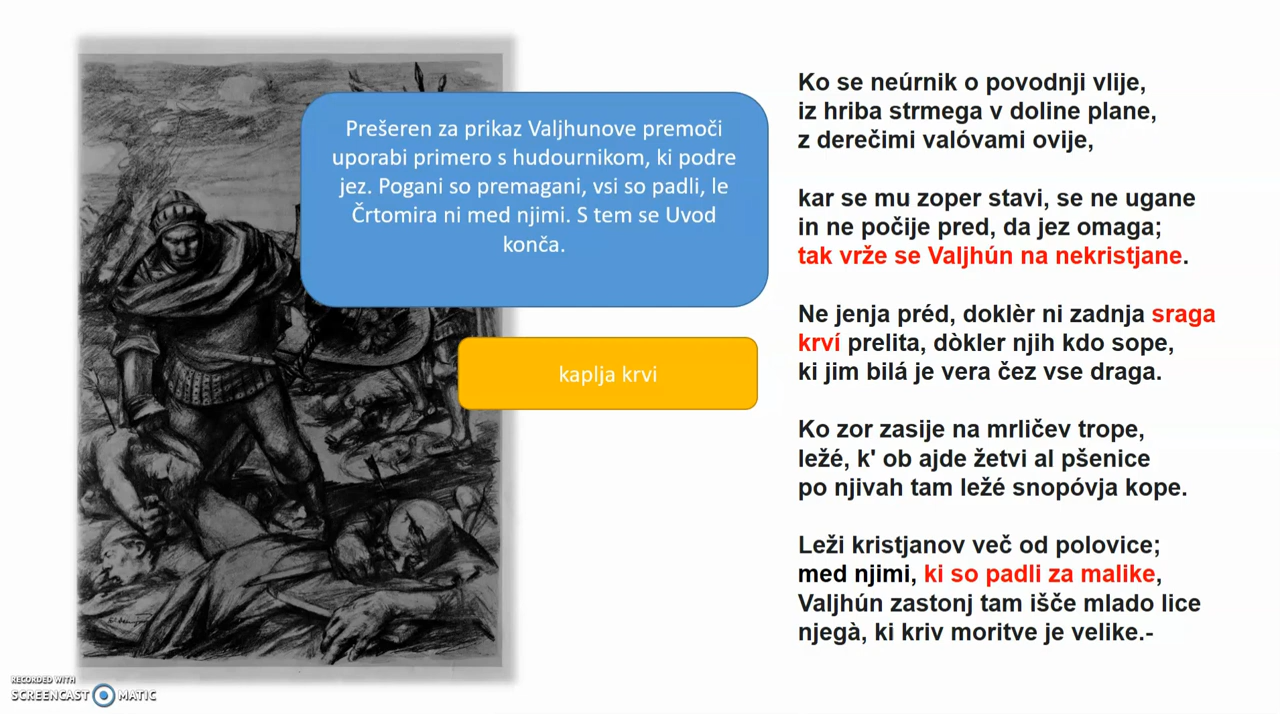 Prešeren za prikaz Valjhunove premoči
uporabi primero s hudournikom, ki podre
jez. Pogani so premagani, vsi so padli, le
Črtomira ni med njimi. S tem se Uvod
konča.
kaplja krvi
Ko se neúrnik o povodnji vlije,
iz hriba strmega v doline plane,
z derečimi valóvami ovije,
kar se mu zoper stavi, se ne ugane
in ne počije pred, da jez omaga;
tak vrže se Valjhún na nekristjane.
Ne jenja préd, doklèr ni zadnja sraga
krví prelita, dòkler njih kdo sope,
ki jim bilá je vera čez vse draga.
Ko zor zasije na mrličev trope,
ležé, k' ob ajde žetvi al pšenice
po njivah tam ležé snopóvja kope.
Leži kristjanov več od polovice;
med njimi, ki so padli za malike,
Valjhún zastonj tam išče mlado lice
njegà, ki kriv moritve je velike.-
RECORDED WITH
SCREENCAST MATIC